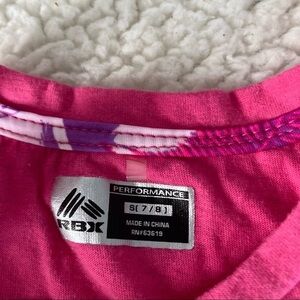 PERFORMANCE
S(7/8)
MADE IN CHINA
RN#63619
RBX